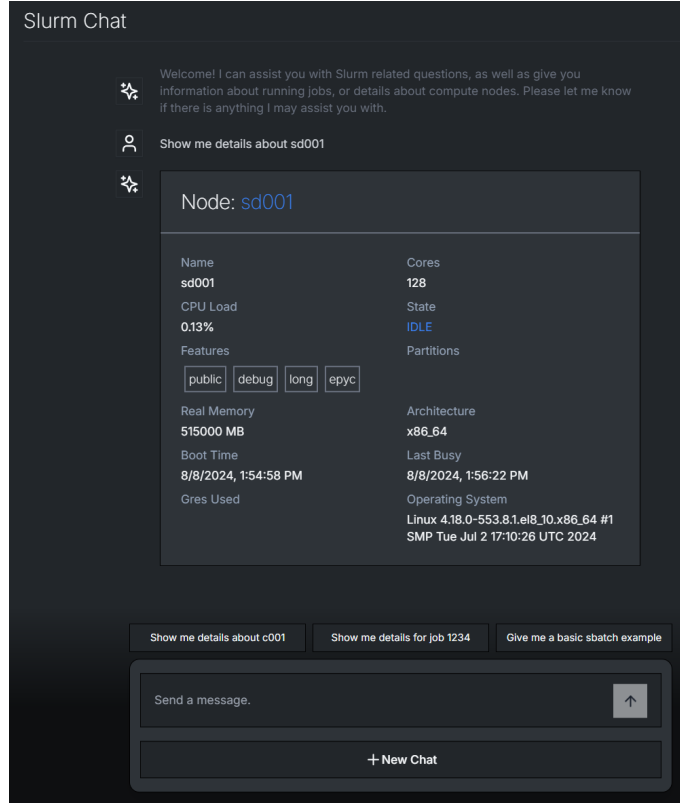 Slurm Chat
Welcome! I can assist you with Slurm related questions, as well as give you
information about running jobs, or details about compute nodes. Please let me know
if there is anything I may assist you with.
Show me details about sd001
Node: sd001
Name
sd001
Cores
128
CPU Load
0.13%
State
IDLE
Features
public debug long epyc
Partitions
Real Memory
515000 MB
Architecture
x86_64
Boot Time
8/8/2024, 1:54:58 PM
Last Busy
8/8/2024, 1:56:22 PM
Gres Used
Operating System
Linux 4.18.0-553.8.1.el8_10.x86_64 #1
SMP Tue Jul 2 17:10:26 UTC 2024
Show me details about c001
Show me details for job 1234
Give me a basic sbatch example
Send a message.
+ New Chat